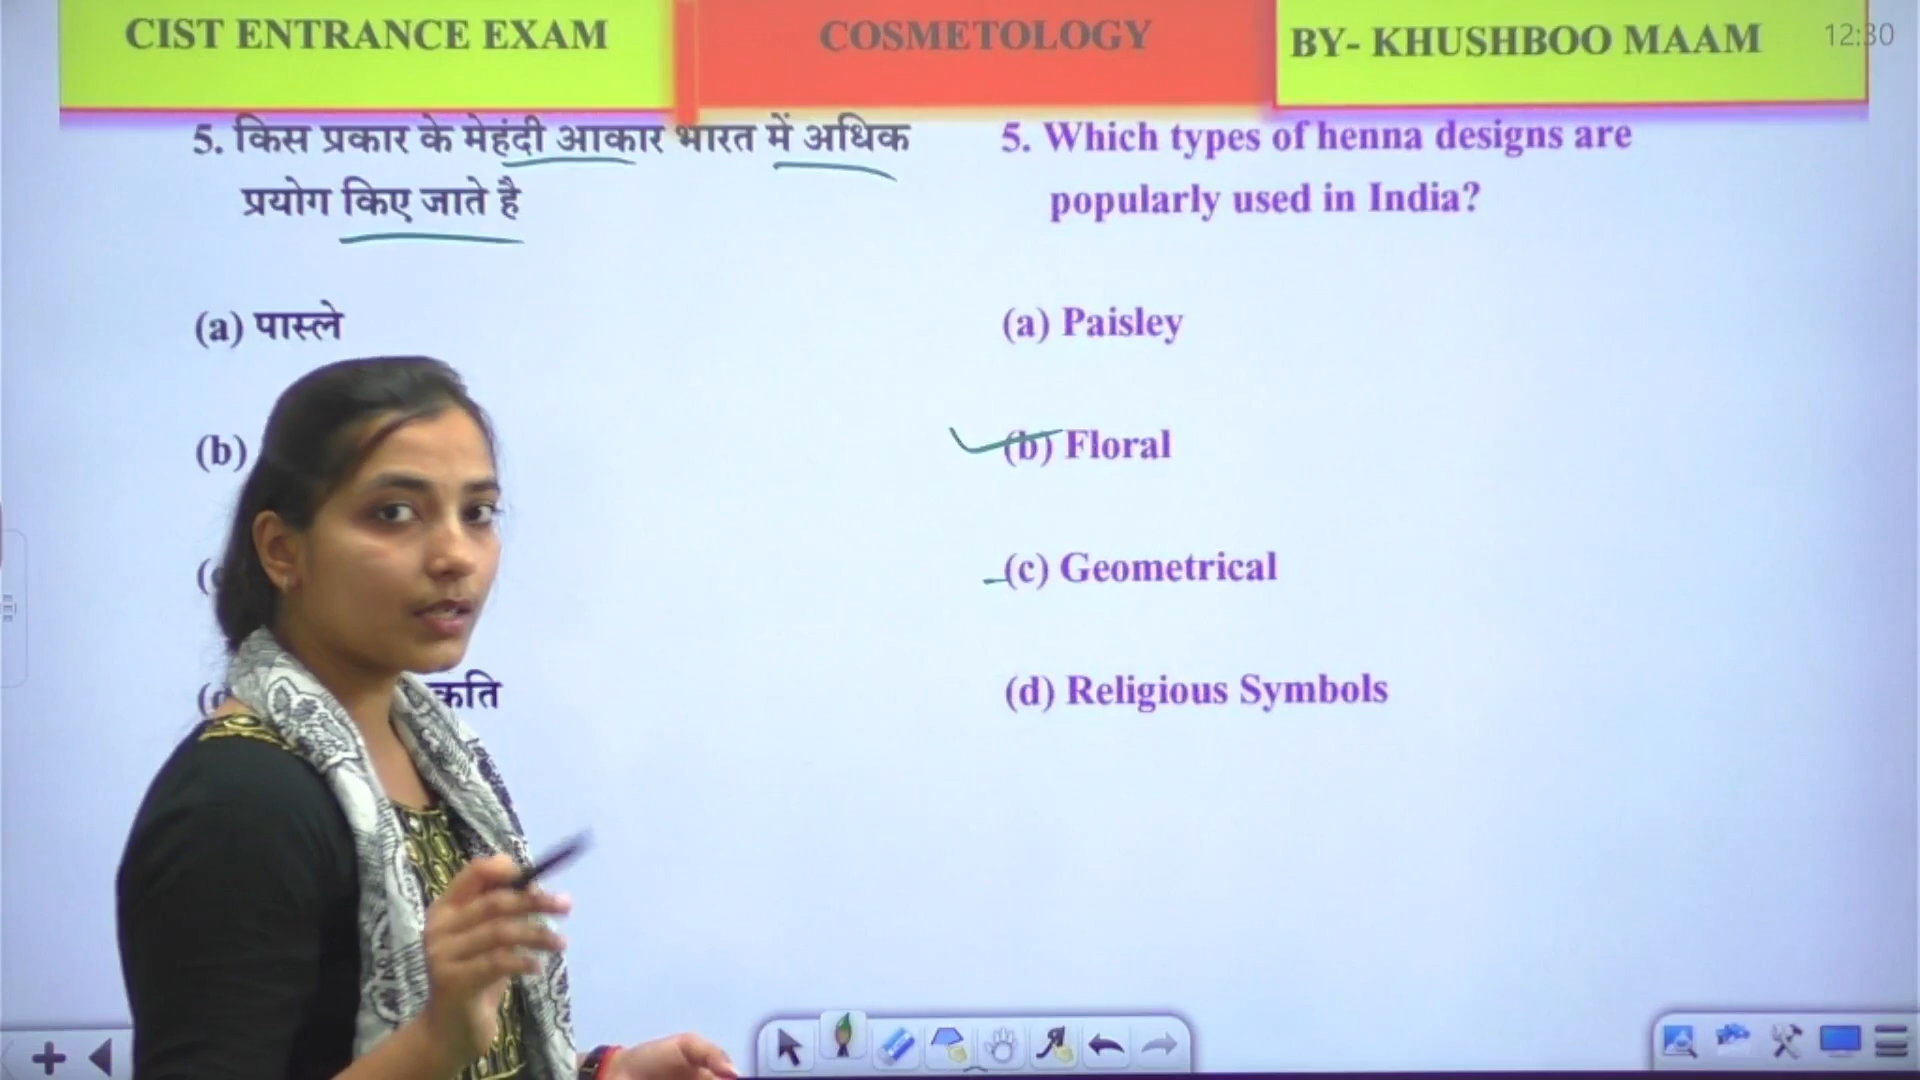 CIST ENTRANCE EXAM
COSMETOLOGY
BY- KHUSHBOO MAAM
12:30
5. किस प्रकार के मेहंदी आकार भारत में अधिक
प्रयोग किए जाते है
(a) पास्ले
(b)
5. Which types of henna designs are
popularly used in India?
(a) Paisley
(b) Floral
(c) Geometrical
(d) Religious Symbols